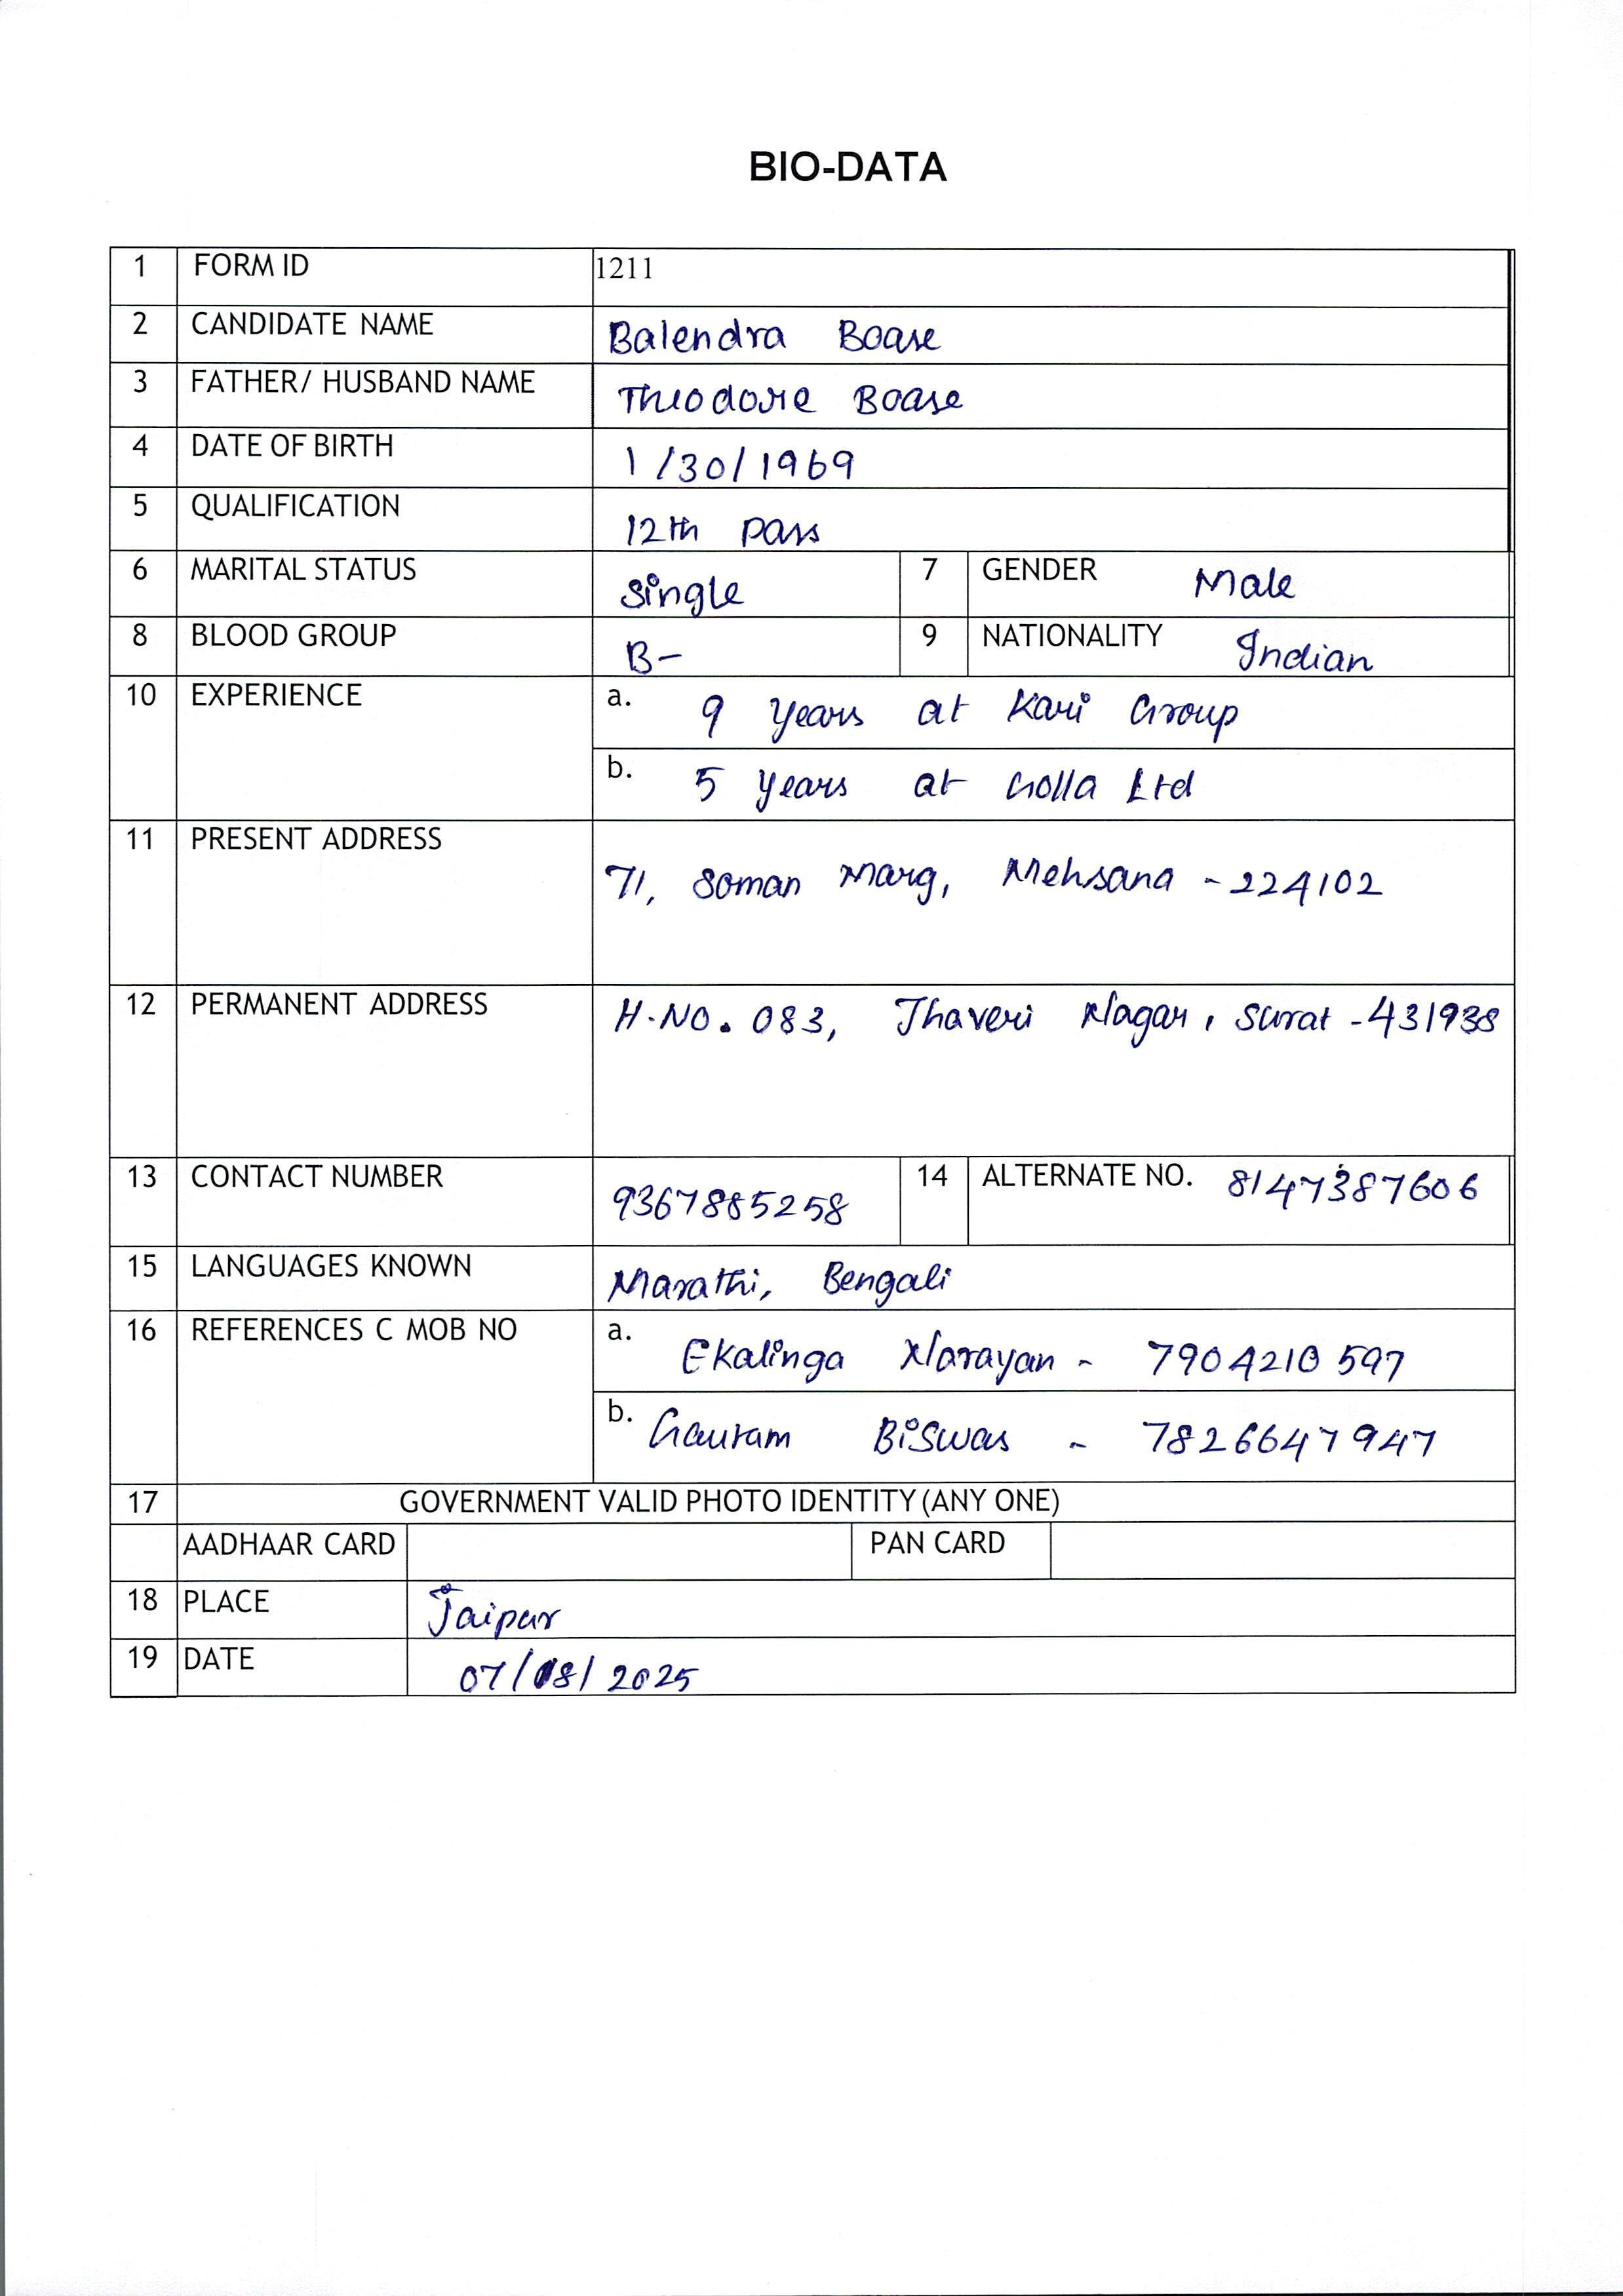 BIO-DATA
1 FORM ID 1211
2 CANDIDATE NAME Balendra Boase
3 FATHER/ HUSBAND NAME Theodore Boase
4 DATE OF BIRTH 1/30/1969
5 QUALIFICATION 12th pass
6 MARITAL STATUS Single 7 GENDER Male
8 BLOOD GROUP B- 9 NATIONALITY Indian
10 EXPERIENCE a. 9 years at Kari Group
b. 5 years at Golla Ltd
11 PRESENT ADDRESS 71, Soman Marg, Mehsana - 224102
12 PERMANENT ADDRESS H.NO. 083, Jhaveri Nagar, Surat - 431938
13 CONTACT NUMBER 9367885258 14 ALTERNATE NO. 8147387606
15 LANGUAGES KNOWN Marathi, Bengali
16 REFERENCES C MOB NO a. Ekalinga Narayan - 7904210597
b. Gautam Biswas - 7826647947
17 GOVERNMENT VALID PHOTO IDENTITY (ANY ONE)
AADHAAR CARD PAN CARD
18 PLACE Jaipur
19 DATE 07/08/2025